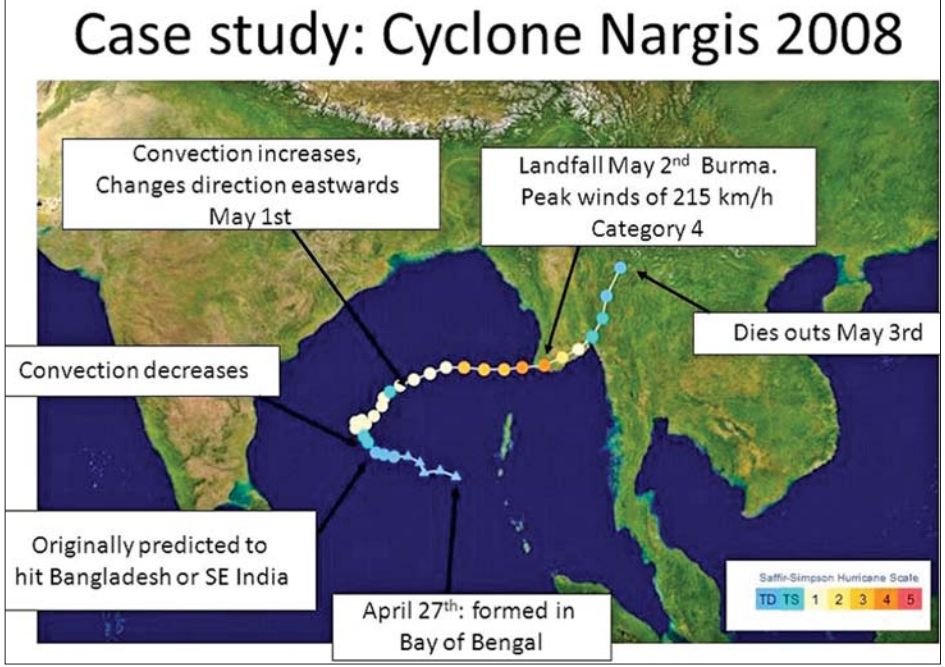 Case study: Cyclone Nargis 2008
Convection increases,
Changes direction eastwards
May 1st
Landfall May 2nd Burma.
Peak winds of 215 km/h
Category 4
Dies outs May 3rd
Convection decreases
Originally predicted to
hit Bangladesh or SE India
April 27th: formed in
Bay of Bengal
Saffir-Simpson Hurricane Scale
TD TS 1 2 3 4 5